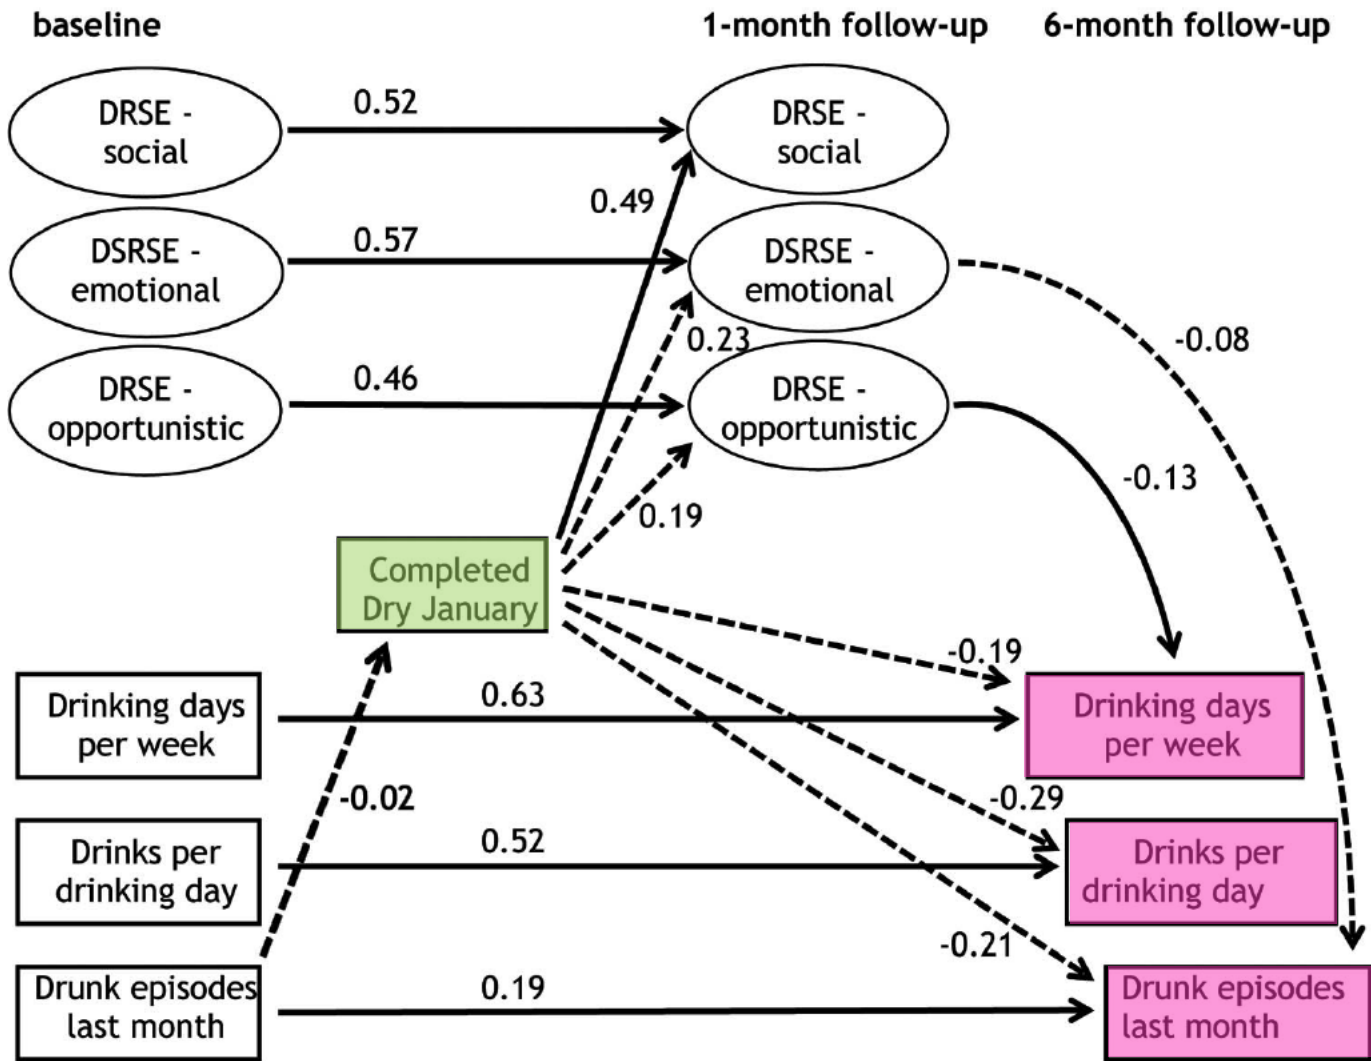 baseline 1-month follow-up 6-month follow-up
DRSE -
social
0.52
DRSE -
social
0.49
DSRSE -
emotional
0.57
DSRSE -
emotional
0.23
-0.08
DRSE -
opportunistic
0.46
DRSE -
opportunistic
-0.13
0.19
Completed
Dry January
-0.19
Drinking days
per week
0.63
Drinking days
per week
-0.02
-0.29
Drinks per
drinking day
0.52
Drinks per
drinking day
-0.21
Drunk episodes
last month
0.19
Drunk episodes
last month